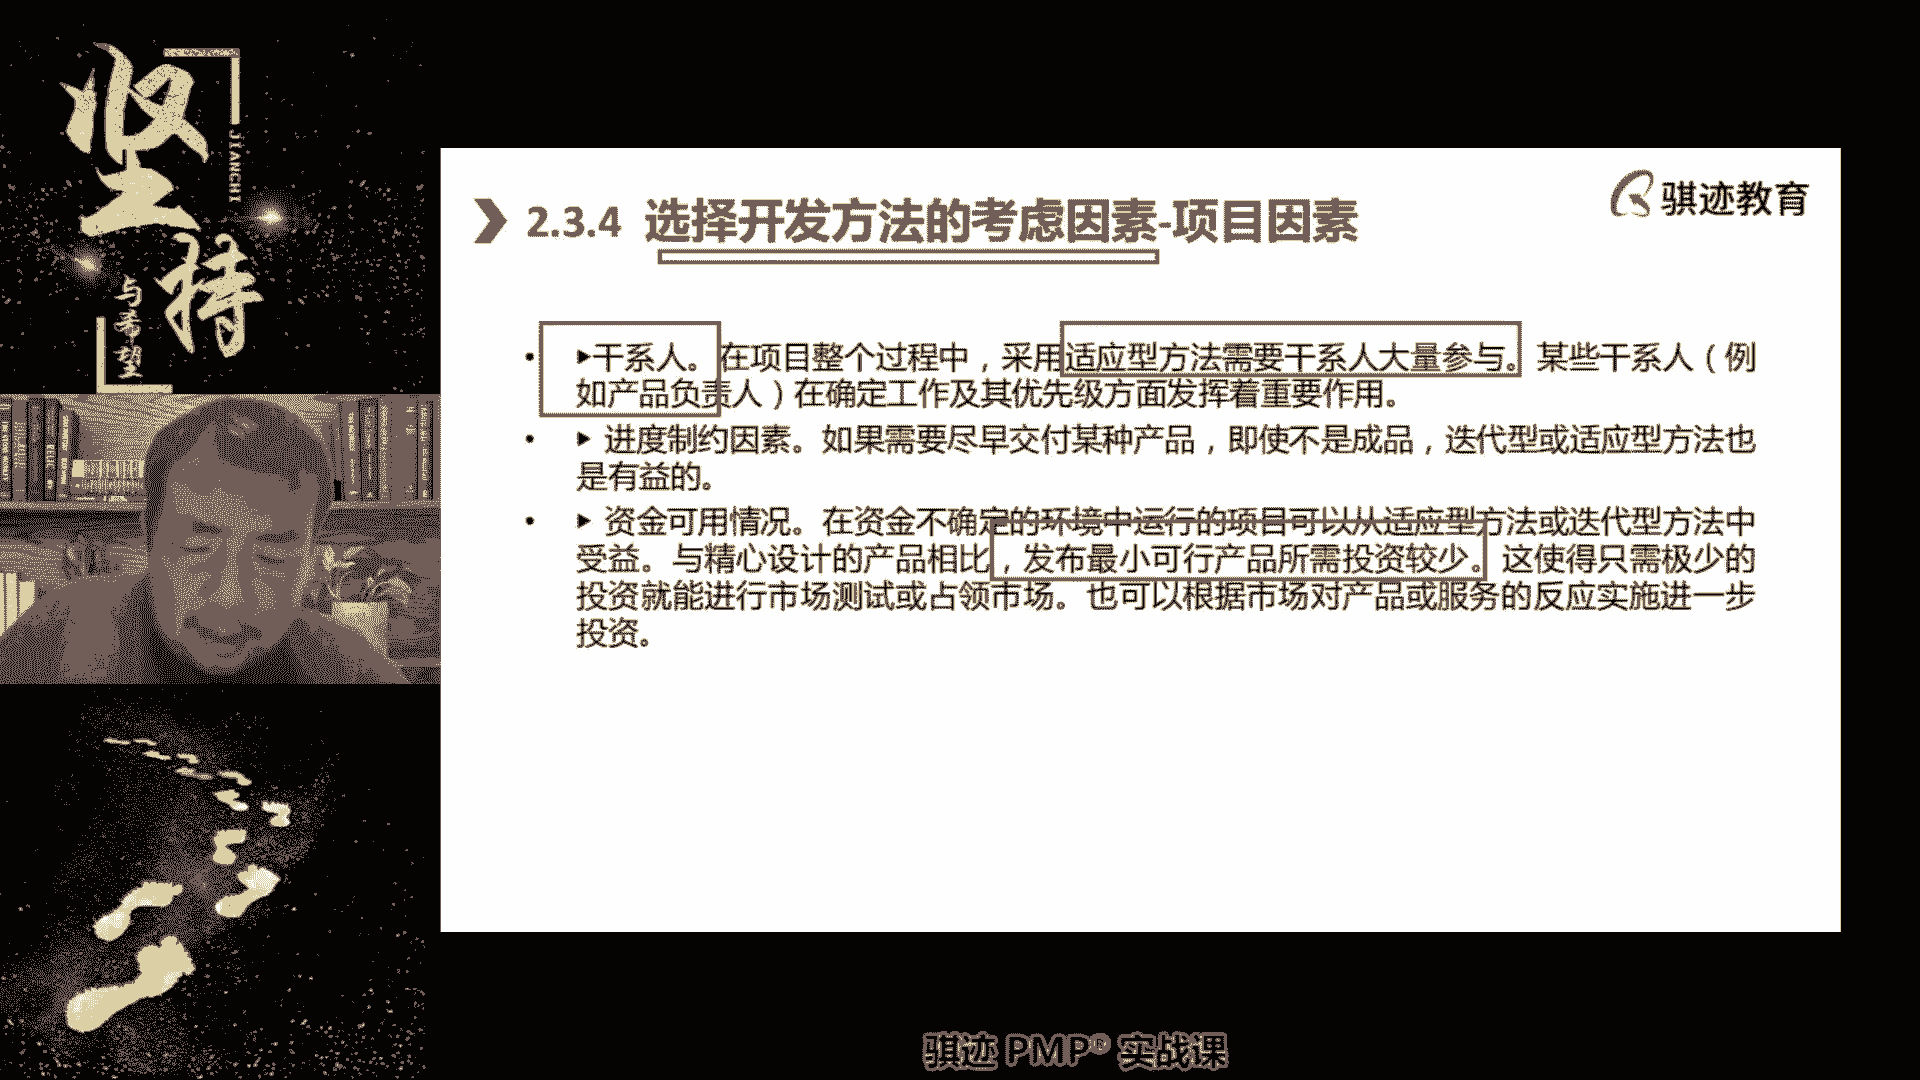 坚
JIANCHI
持
与希望
骐迹教育
2.3.4 选择开发方法的考虑因素-项目因素
• ▶干系人。在项目整个过程中，采用适应型方法需要干系人大量参与。某些干系人（例
如产品负责人）在确定工作及其优先级方面发挥着重要作用。
• ▶ 进度制约因素。如果需要尽早交付某种产品，即使不是成品，迭代型或适应型方法也
是有益的。
• ▶ 资金可用情况。在资金不确定的环境中运行的项目可以从适应型方法或迭代型方法中
受益。与精心设计的产品相比，发布最小可行产品所需投资较少。这使得只需极少的
投资就能进行市场测试或占领市场。也可以根据市场对产品或服务的反应实施进一步
投资。
骐迹 PMP® 实战课